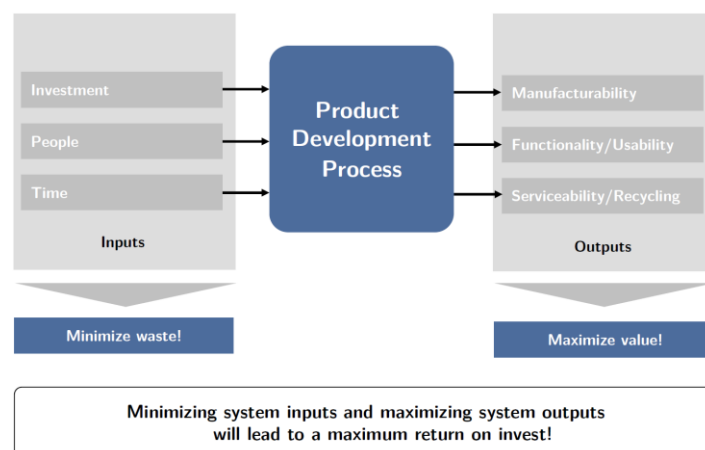 Investment
People
Time
Inputs
Minimize waste!
Product
Development
Process
Manufacturability
Functionality/Usability
Serviceability/Recycling
Outputs
Maximize value!
Minimizing system inputs and maximizing system outputs
will lead to a maximum return on invest!